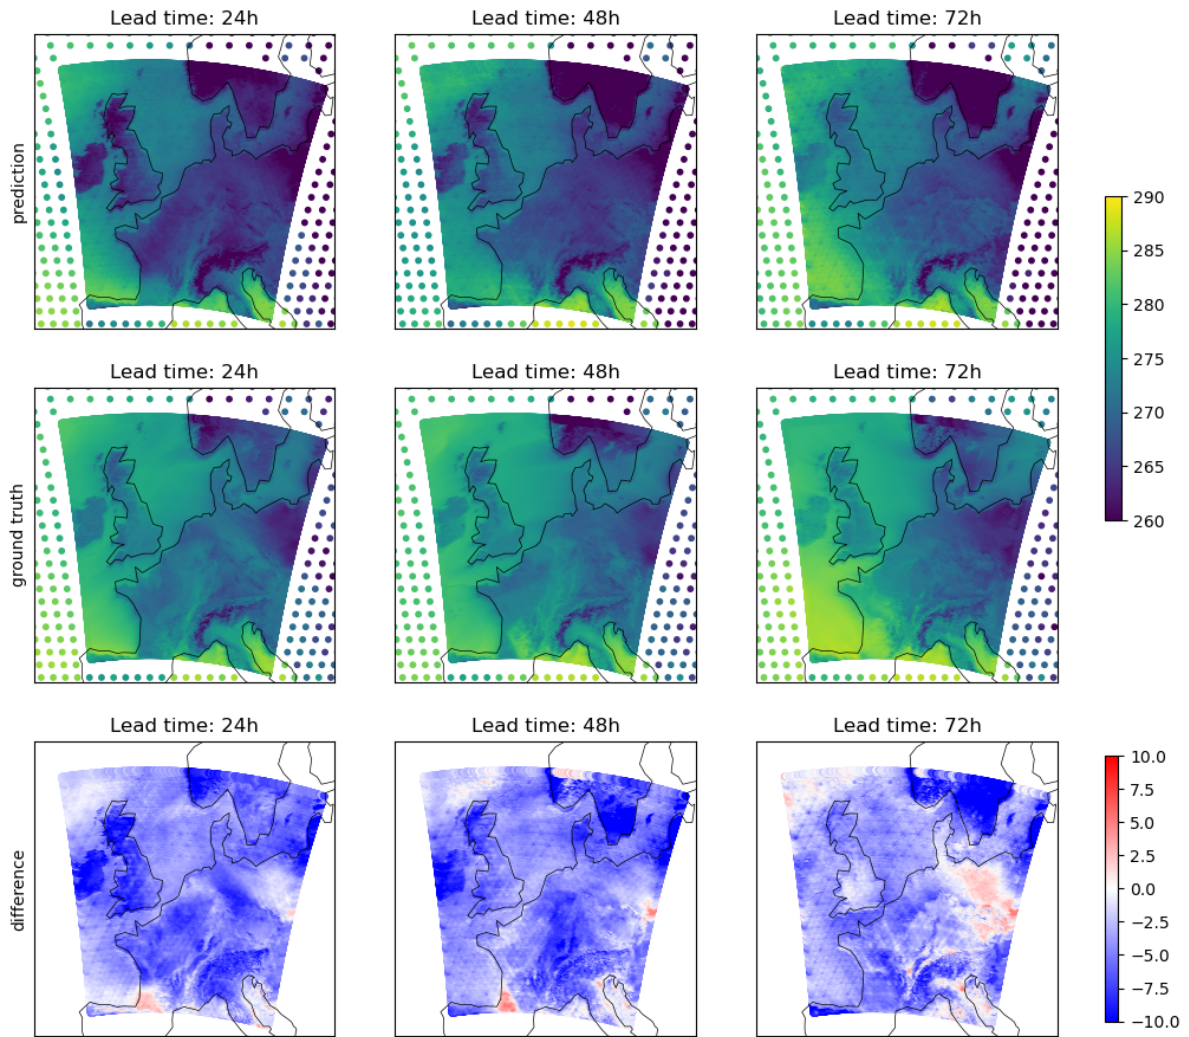 Lead time: 24h
Lead time: 48h
Lead time: 72h
prediction
290
285
280
275
270
265
260
Lead time: 24h
Lead time: 48h
Lead time: 72h
ground truth
Lead time: 24h
Lead time: 48h
Lead time: 72h
difference
10.0
7.5
5.0
2.5
0.0
−2.5
−5.0
−7.5
−10.0